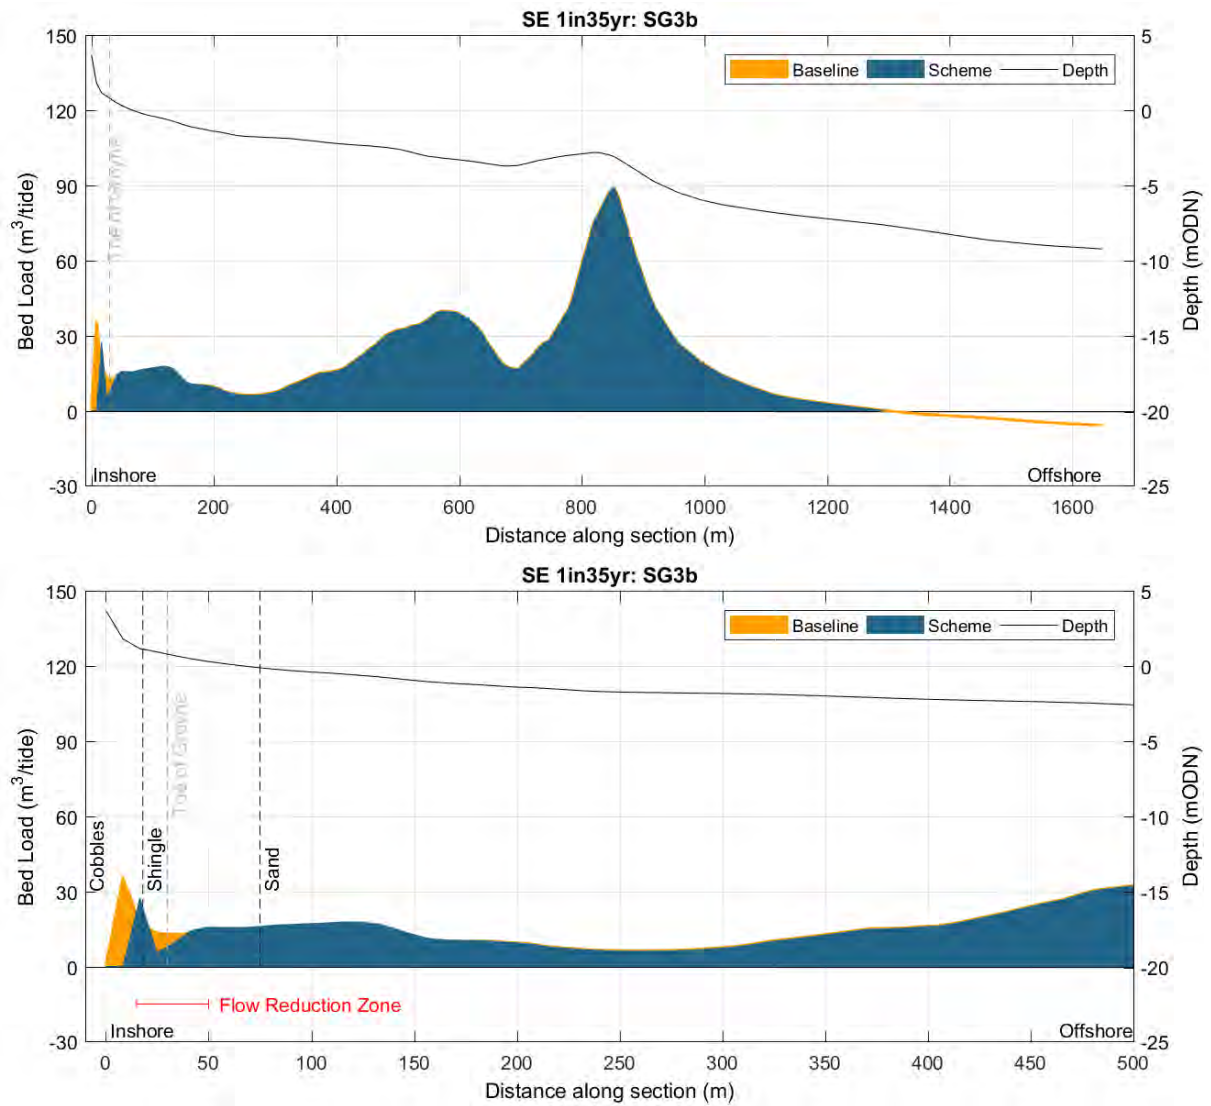 SE 1in35yr: SG3b
150
120
90
60
30
0
-30
Bed Load (m³/tide)
5
0
-5
-10
-15
-20
-25
Depth (mODN)
Baseline
Scheme
Depth
Toe of Groyne
Inshore
Offshore
0 200 400 600 800 1000 1200 1400 1600
Distance along section (m)
SE 1in35yr: SG3b
150
120
90
60
30
0
-30
Bed Load (m³/tide)
5
0
-5
-10
-15
-20
-25
Depth (mODN)
Baseline
Scheme
Depth
Cobbles
Shingle
Toe of Groyne
Sand
Flow Reduction Zone
Inshore
Offshore
0 50 100 150 200 250 300 350 400 450 500
Distance along section (m)